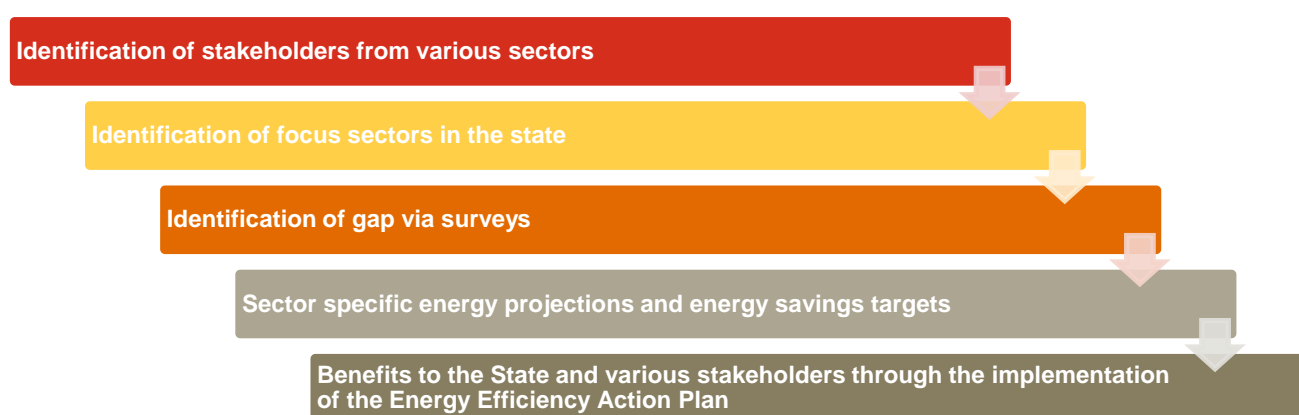 Identification of stakeholders from various sectors
Identification of focus sectors in the state
Identification of gap via surveys
Sector specific energy projections and energy savings targets
Benefits to the State and various stakeholders through the implementation
of the Energy Efficiency Action Plan